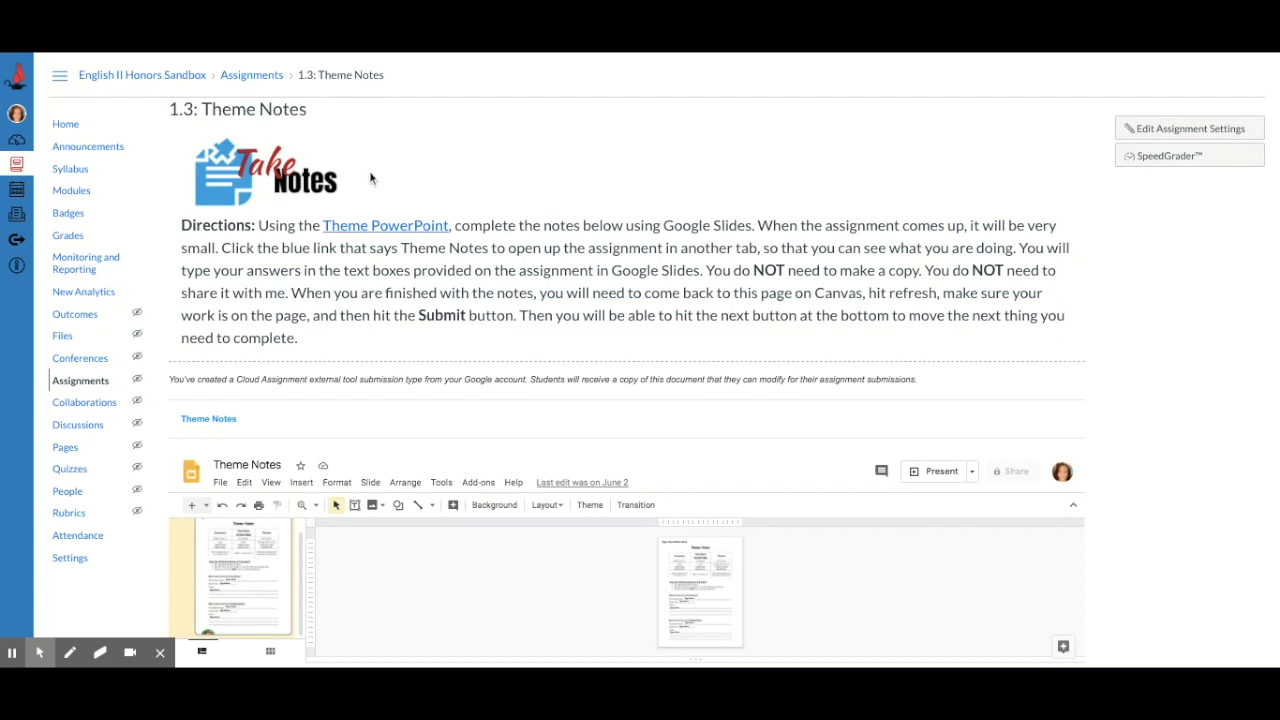 English II Honors Sandbox › Assignments › 1.3: Theme Notes
1.3: Theme Notes
Edit Assignment Settings
SpeedGrader™
Home
Announcements
Syllabus
Modules
Badges
Grades
Monitoring and
Reporting
New Analytics
Outcomes
Files
Conferences
Assignments
Collaborations
Discussions
Pages
Quizzes
People
Rubrics
Attendance
Settings
Take
Notes
Directions: Using the Theme PowerPoint, complete the notes below using Google Slides. When the assignment comes up, it will be very
small. Click the blue link that says Theme Notes to open up the assignment in another tab, so that you can see what you are doing. You will
type your answers in the text boxes provided on the assignment in Google Slides. You do NOT need to make a copy. You do NOT need to
share it with me. When you are finished with the notes, you will need to come back to this page on Canvas, hit refresh, make sure your
work is on the page, and then hit the Submit button. Then you will be able to hit the next button at the bottom to move the next thing you
need to complete.
You've created a Cloud Assignment external tool submission type from your Google account. Students will receive a copy of this document that they can modify for their assignment submissions.
Theme Notes
Theme Notes
Present
Share
File Edit View Insert Format Slide Arrange Tools Add-ons Help Last edit was on June 2
Background Layout Theme Transition
Theme Notes
Theme Notes